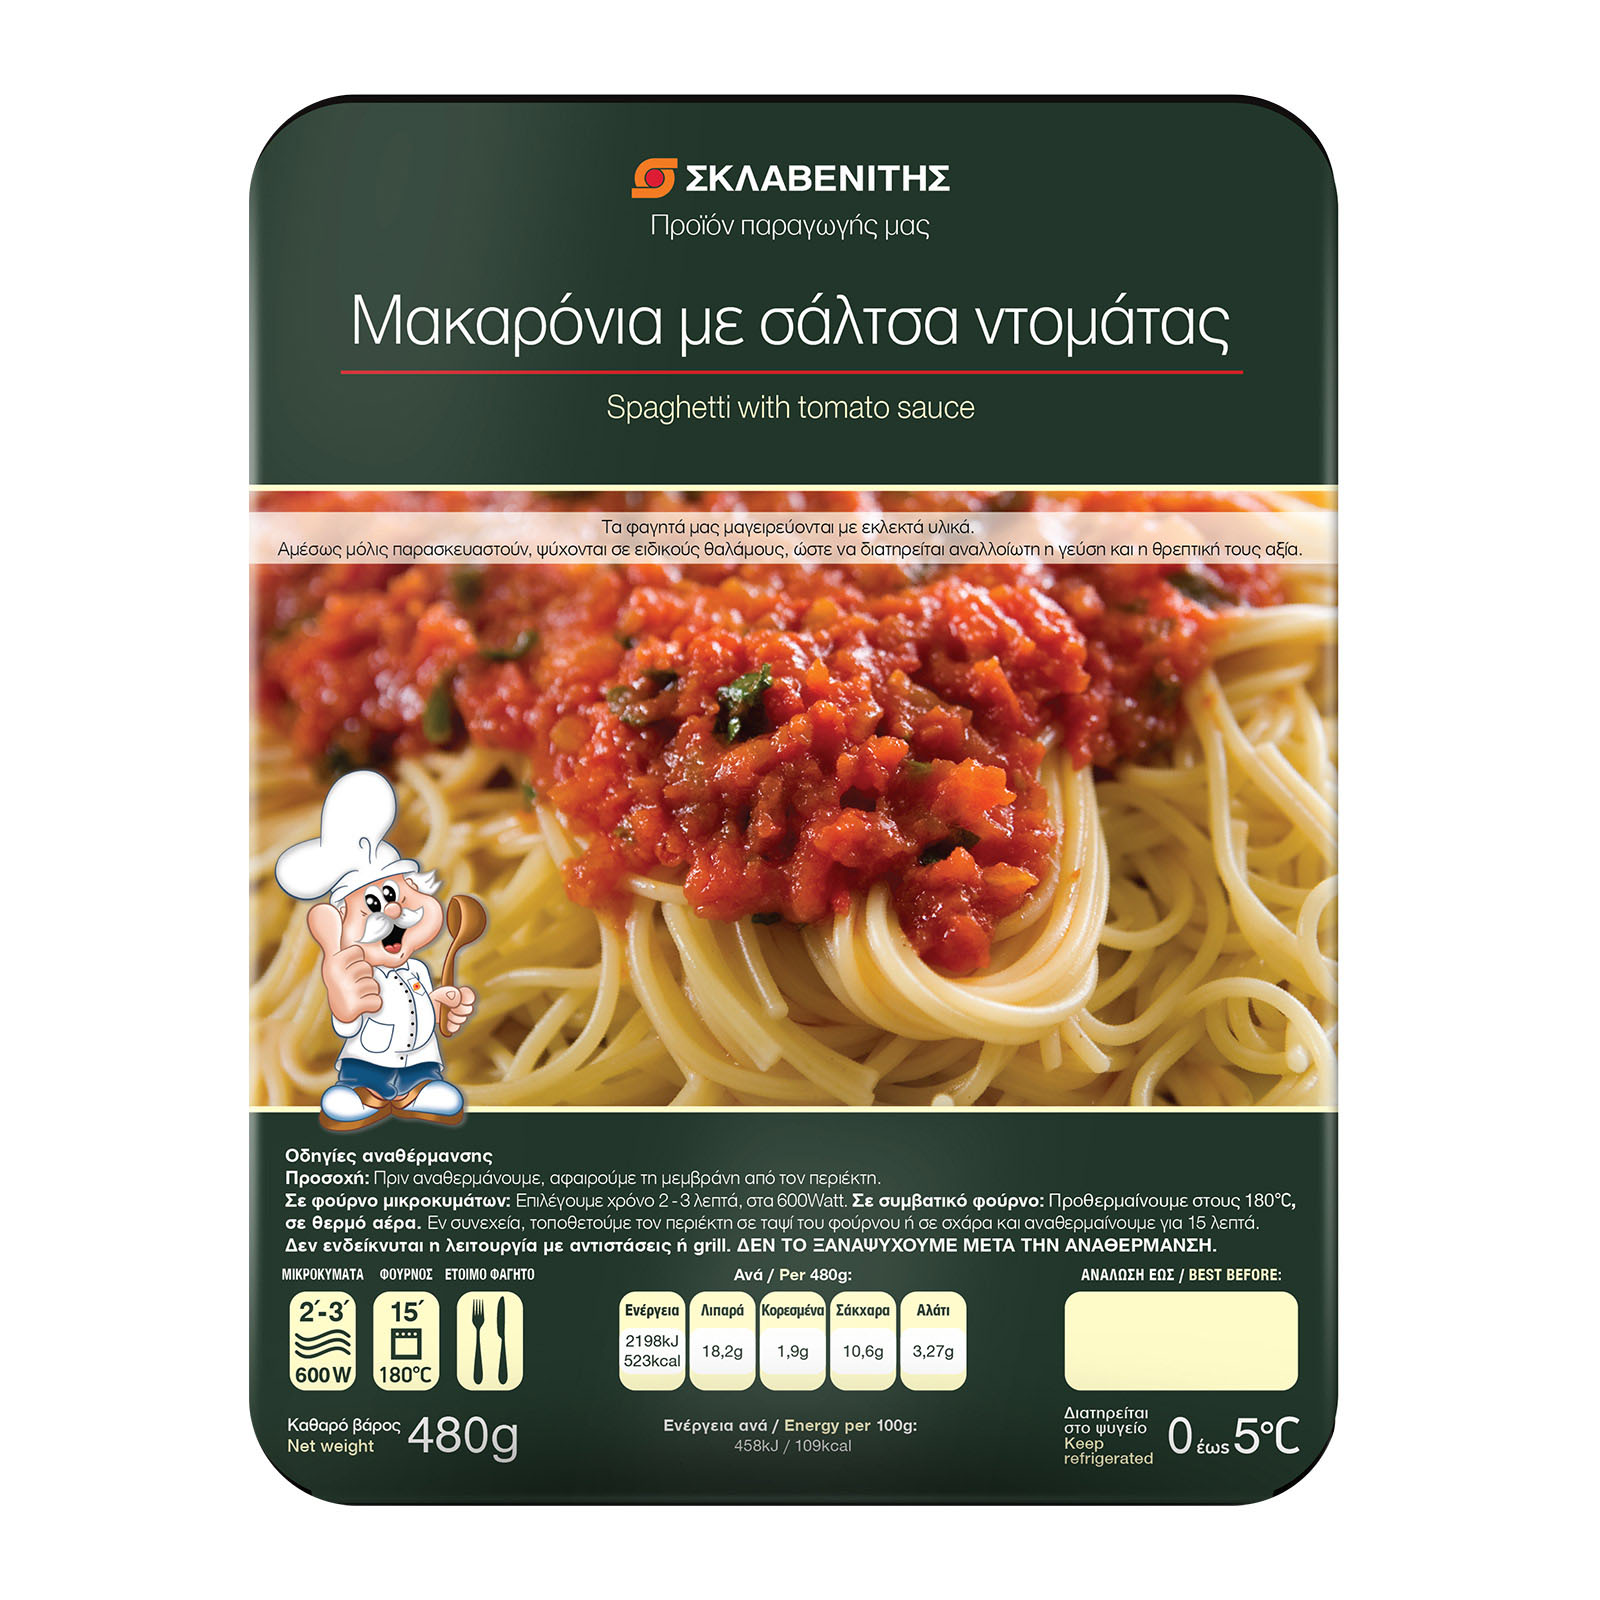 ΣΚΛΑΒΕΝΙΤΗΣ
Προϊόν παραγωγής μας
Μακαρόνια με σάλτσα ντομάτας
Spaghetti with tomato sauce
Τα φαγητά μας μαγειρεύονται με εκλεκτά υλικά.
Αμέσως μόλις παρασκευαστούν, ψύχονται σε ειδικούς θαλάμους, ώστε να διατηρείται αναλλοίωτη η γεύση και η θρεπτική τους αξία.
Οδηγίες αναθέρμανσης
Προσοχή: Πριν αναθερμάνουμε, αφαιρούμε τη μεμβράνη από τον περιέκτη.
Σε φούρνο μικροκυμάτων: Επιλέγουμε χρόνο 2 - 3 λεπτά, στα 600Watt. Σε συμβατικό φούρνο: Προθερμαίνουμε στους 180°C,
σε θερμό αέρα. Εν συνεχεία, τοποθετούμε τον περιέκτη σε ταψί του φούρνου ή σε σχάρα και αναθερμαίνουμε για 15 λεπτά.
Δεν ενδείκνυται η λειτουργία με αντιστάσεις ή grill. ΔΕΝ ΤΟ ΞΑΝΑΨΥΧΟΥΜΕ ΜΕΤΑ ΤΗΝ ΑΝΑΘΕΡΜΑΝΣΗ.
ΜΙΚΡΟΚΥΜΑΤΑ ΦΟΥΡΝΟΣ ΕΤΟΙΜΟ ΦΑΓΗΤΟ
2΄-3΄ 15΄
600 W 180°C
Ανά / Per 480g:
Ενέργεια Λιπαρά Κορεσμένα Σάκχαρα Αλάτι
2198kJ
523kcal 18,2g 1,9g 10,6g 3,27g
ΑΝΑΛΩΣΗ ΕΩΣ / BEST BEFORE:
Καθαρό βάρος
Net weight 480g
Ενέργεια ανά / Energy per 100g:
458kJ / 109kcal
Διατηρείται
στο ψυγείο
Keep
refrigerated
0 έως 5°C